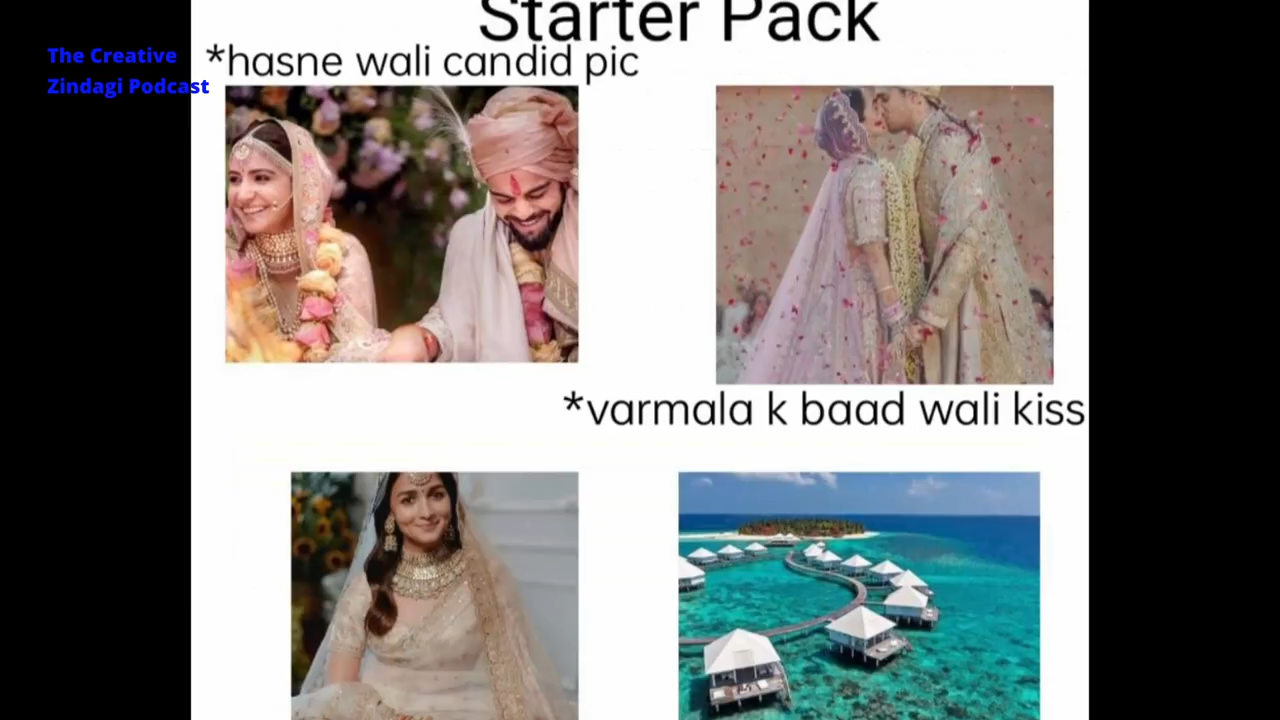 Starter Pack
The Creative
Zindagi Podcast
*hasne wali candid pic
*varmala k baad wali kiss